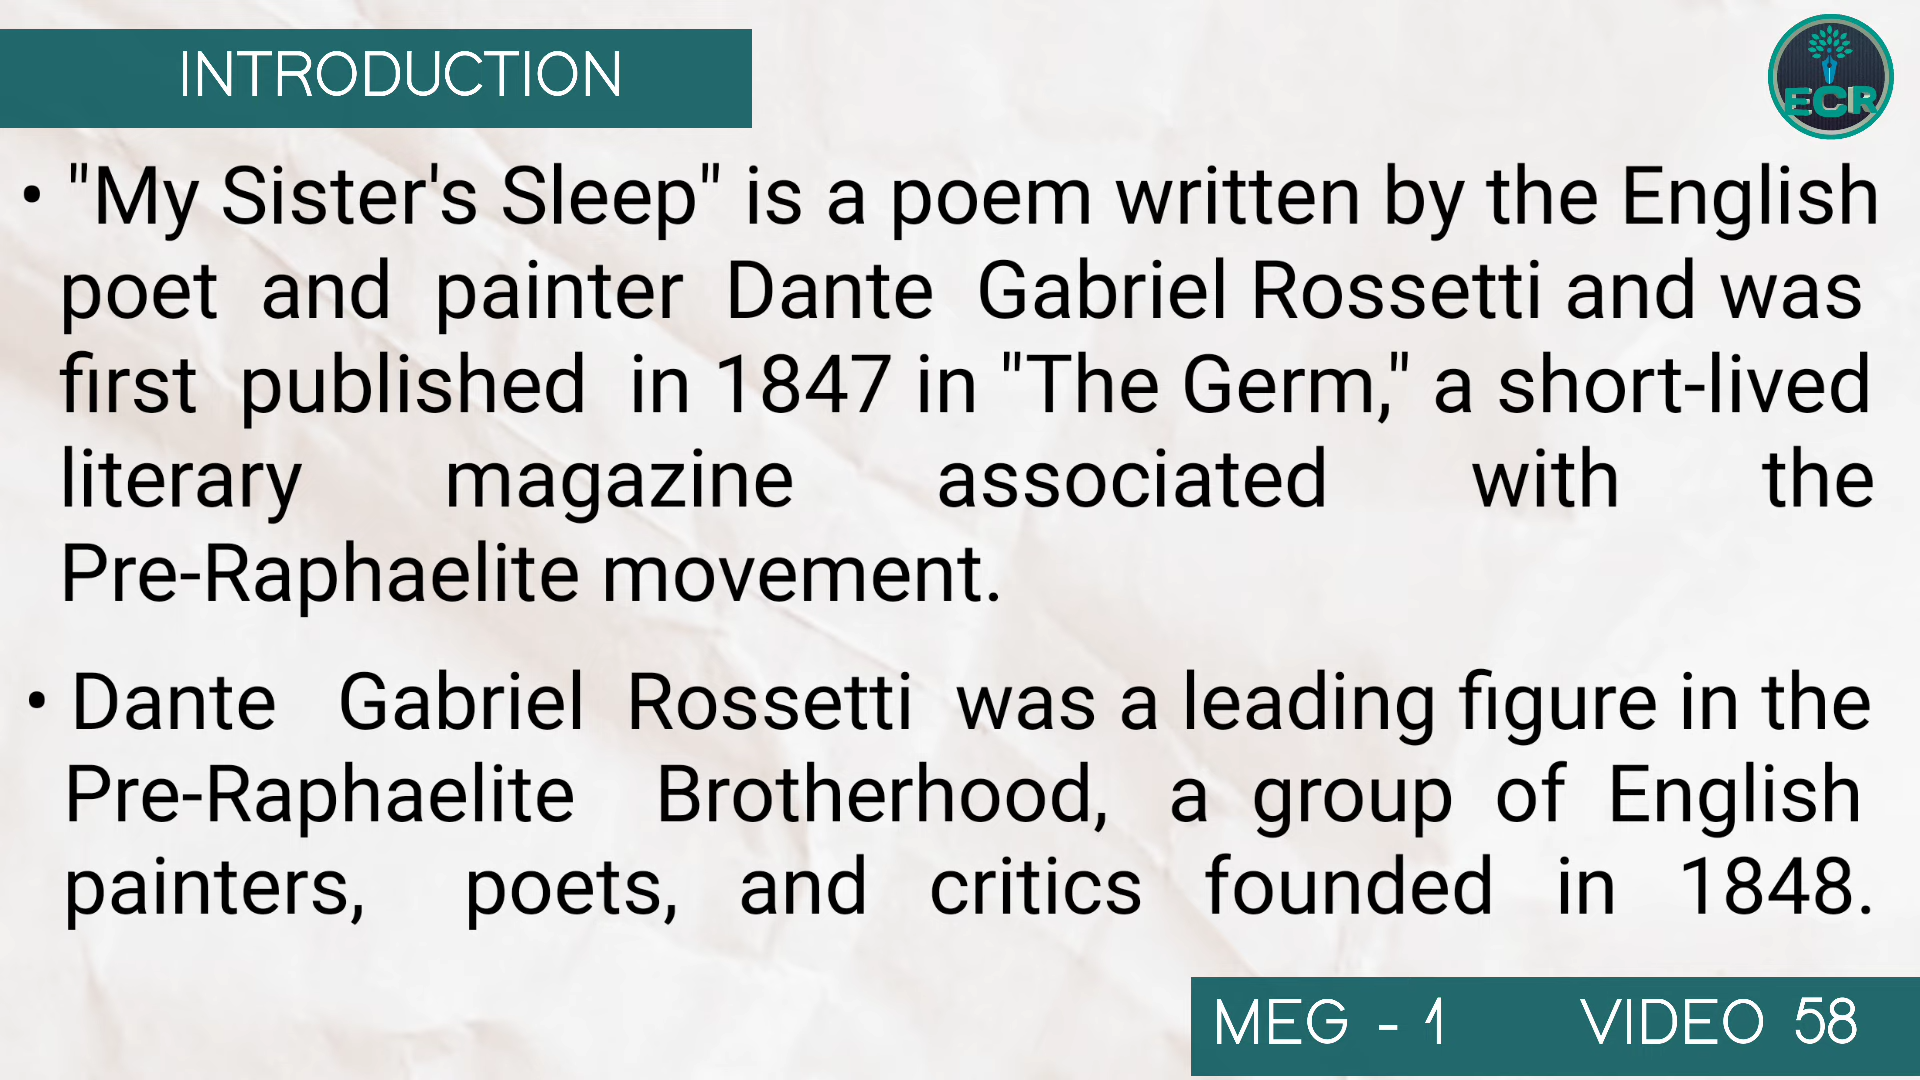 INTRODUCTION
ECR
• "My Sister's Sleep" is a poem written by the English
poet and painter Dante Gabriel Rossetti and was
first published in 1847 in "The Germ," a short-lived
literary magazine associated with the
Pre-Raphaelite movement.
• Dante Gabriel Rossetti was a leading figure in the
Pre-Raphaelite Brotherhood, a group of English
painters, poets, and critics founded in 1848.
MEG - 1 VIDEO 58